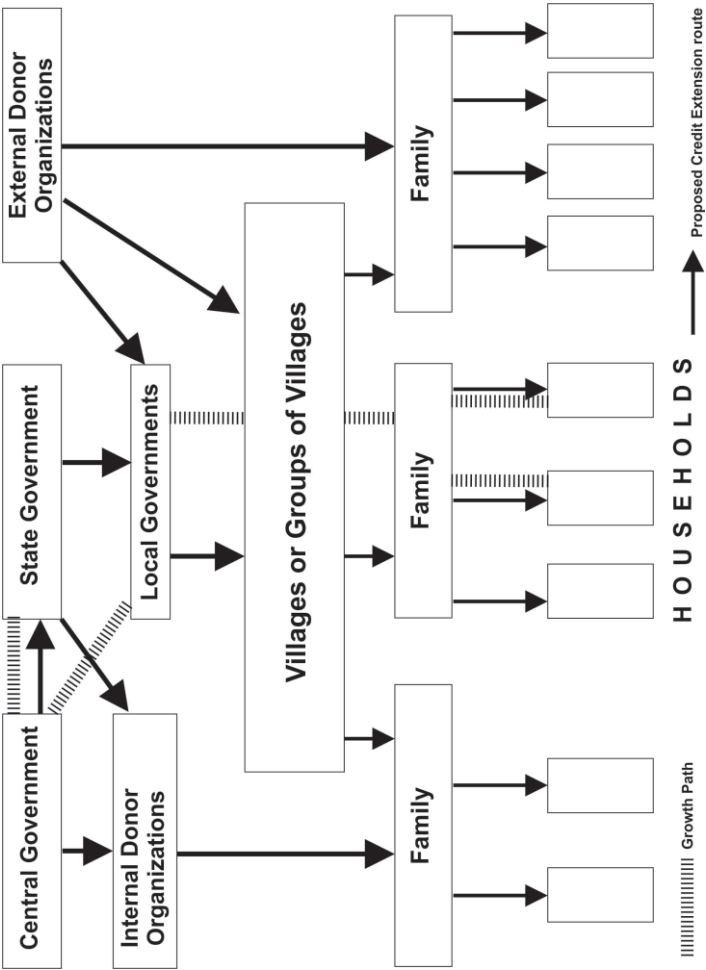 Central Government
State Government
External Donor
Organizations
Internal Donor
Organizations
Local Governments
Villages or Groups of Villages
Family
Family
Family
HOUSEHOLDS
Growth Path
Proposed Credit Extension route